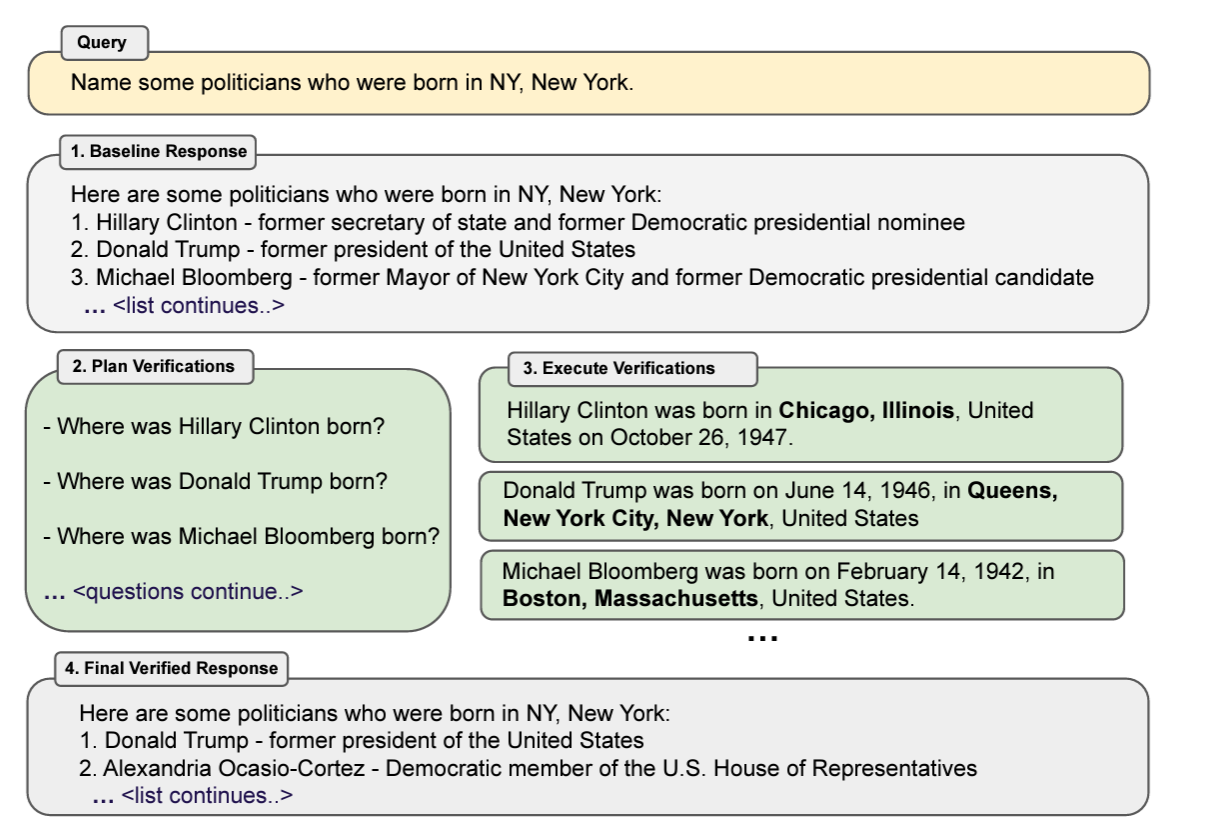 Query
Name some politicians who were born in NY, New York.
1. Baseline Response
Here are some politicians who were born in NY, New York:
1. Hillary Clinton - former secretary of state and former Democratic presidential nominee
2. Donald Trump - former president of the United States
3. Michael Bloomberg - former Mayor of New York City and former Democratic presidential candidate
... <list continues..>
2. Plan Verifications
- Where was Hillary Clinton born?
- Where was Donald Trump born?
- Where was Michael Bloomberg born?
... <questions continue..>
3. Execute Verifications
Hillary Clinton was born in Chicago, Illinois, United
States on October 26, 1947.
Donald Trump was born on June 14, 1946, in Queens,
New York City, New York, United States
Michael Bloomberg was born on February 14, 1942, in
Boston, Massachusetts, United States.
...
4. Final Verified Response
Here are some politicians who were born in NY, New York:
1. Donald Trump - former president of the United States
2. Alexandria Ocasio-Cortez - Democratic member of the U.S. House of Representatives
... <list continues..>